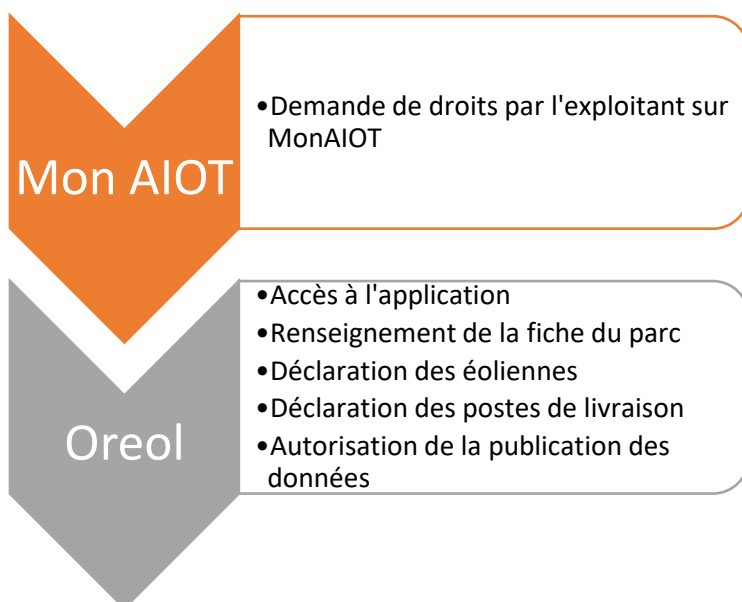 Mon AIOT
•Demande de droits par l'exploitant sur
MonAIOT
Oreol
•Accès à l'application
•Renseignement de la fiche du parc
•Déclaration des éoliennes
•Déclaration des postes de livraison
•Autorisation de la publication des
données